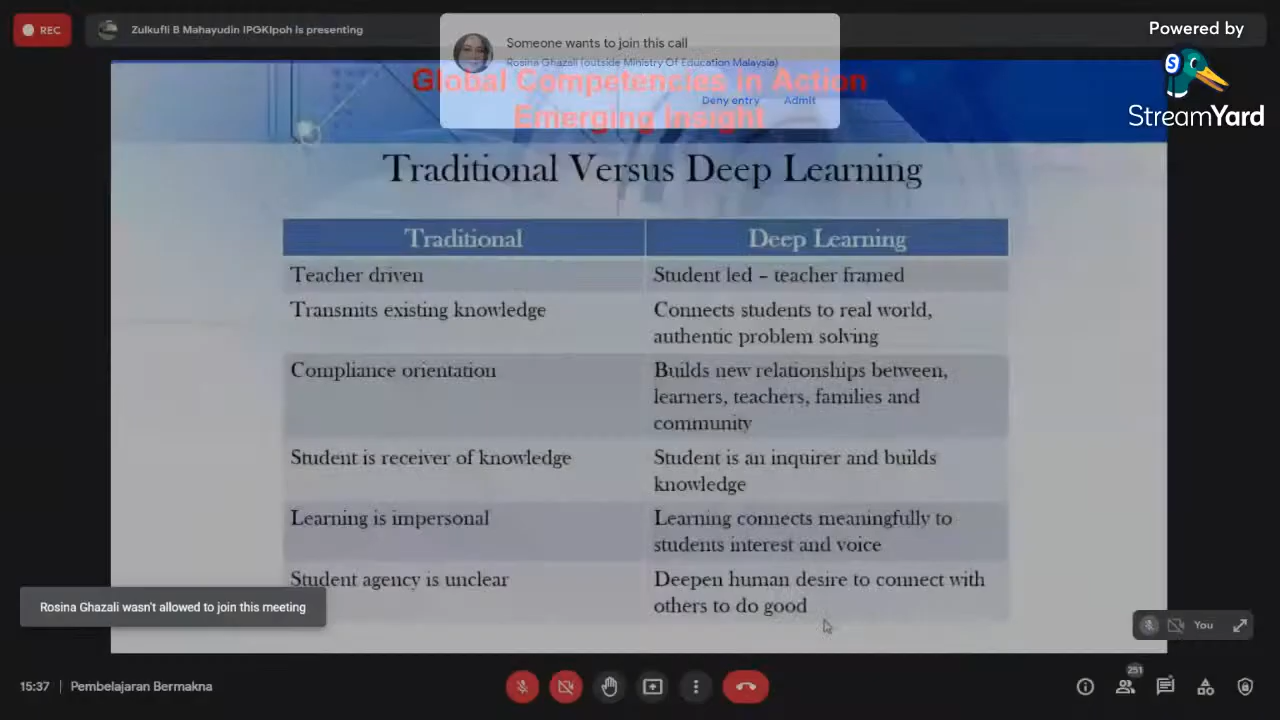 REC
Zulkufli B Mahayudin IPGKIpoh is presenting
Someone wants to join this call
Rosina Ghazali (outside Ministry Of Education Malaysia)
Deny entry Admit
Powered by
StreamYard
Global Competencies in Action
Emerging Insight
Traditional Versus Deep Learning
Traditional Deep Learning
Teacher driven
Student led – teacher framed
Transmits existing knowledge
Connects students to real world,
authentic problem solving
Compliance orientation
Builds new relationships between,
learners, teachers, families and
community
Student is receiver of knowledge
Student is an inquirer and builds
knowledge
Learning is impersonal
Learning connects meaningfully to
students interest and voice
Student agency is unclear
Deepen human desire to connect with
others to do good
Rosina Ghazali wasn't allowed to join this meeting
You
15:37 | Pembelajaran Bermakna
251